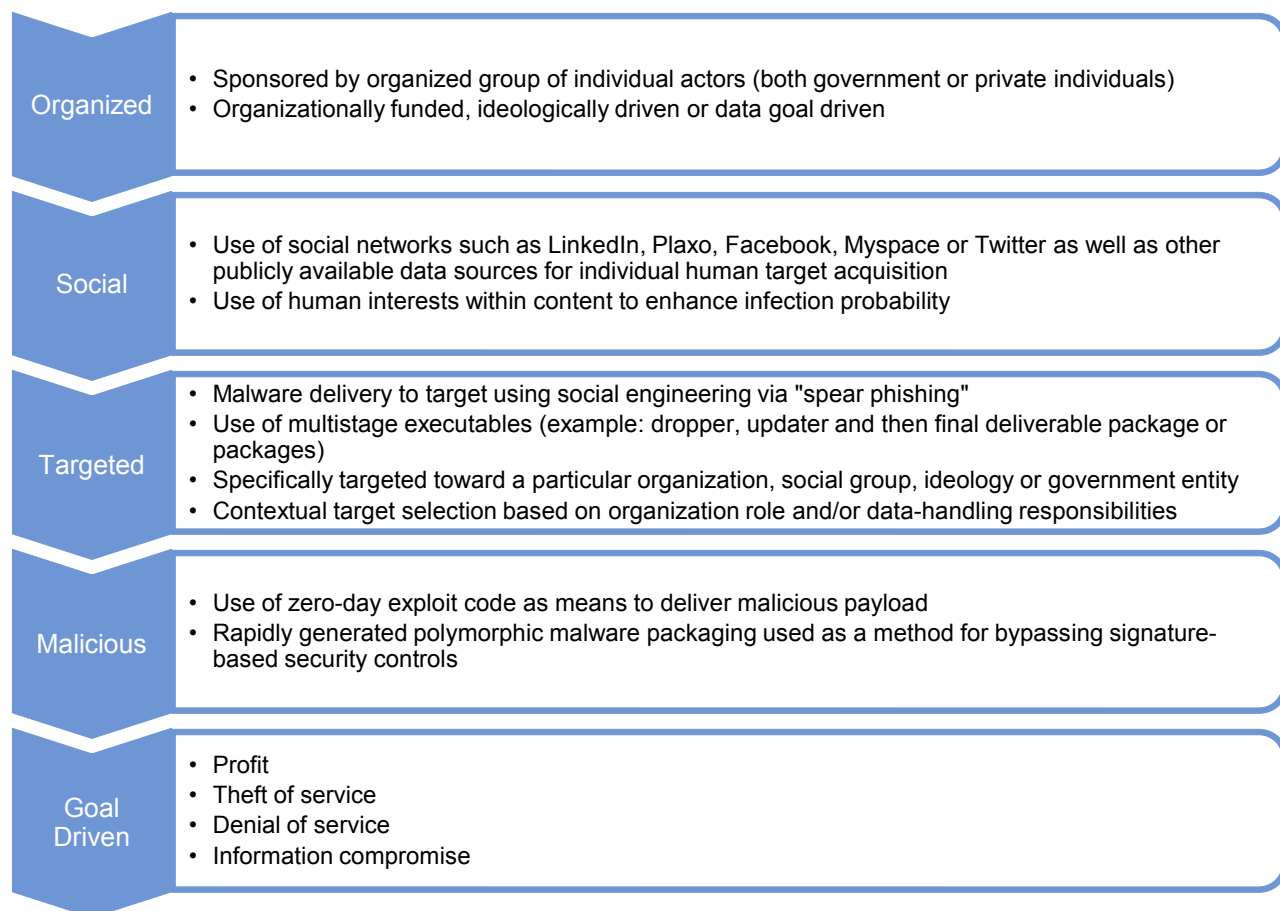 Organized
• Sponsored by organized group of individual actors (both government or private individuals)
• Organizationally funded, ideologically driven or data goal driven
Social
• Use of social networks such as LinkedIn, Plaxo, Facebook, Myspace or Twitter as well as other
publicly available data sources for individual human target acquisition
• Use of human interests within content to enhance infection probability
Targeted
• Malware delivery to target using social engineering via "spear phishing"
• Use of multistage executables (example: dropper, updater and then final deliverable package or
packages)
• Specifically targeted toward a particular organization, social group, ideology or government entity
• Contextual target selection based on organization role and/or data-handling responsibilities
Malicious
• Use of zero-day exploit code as means to deliver malicious payload
• Rapidly generated polymorphic malware packaging used as a method for bypassing signature-
based security controls
Goal
Driven
• Profit
• Theft of service
• Denial of service
• Information compromise